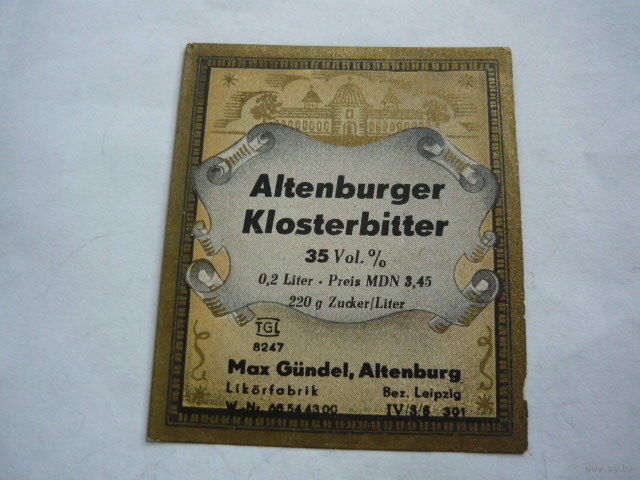 Altenburger
Klosterbitter
35 Vol. %
0,2 Liter · Preis MDN 3,45
220 g Zucker/Liter
TGL
8247
Max Gündel, Altenburg
Likörfabrik Bez. Leipzig
W. Nr. 68 54 43 00 IV/3/6 391
www.ay.by